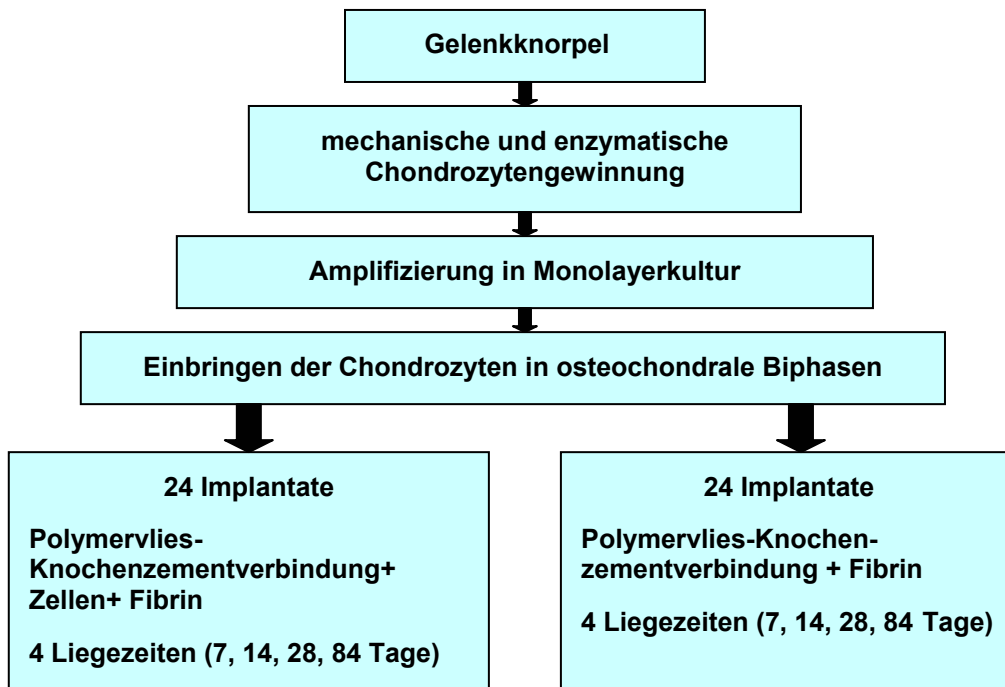 Gelenkknorpel
mechanische und enzymatische
Chondrozytengewinnung
Amplifizierung in Monolayerkultur
Einbringen der Chondrozyten in osteochondrale Biphasen
24 Implantate
Polymervlies-
Knochenzementverbindung+
Zellen+ Fibrin
4 Liegezeiten (7, 14, 28, 84 Tage)
24 Implantate
Polymervlies-Knochen-
zementverbindung + Fibrin
4 Liegezeiten (7, 14, 28, 84 Tage)